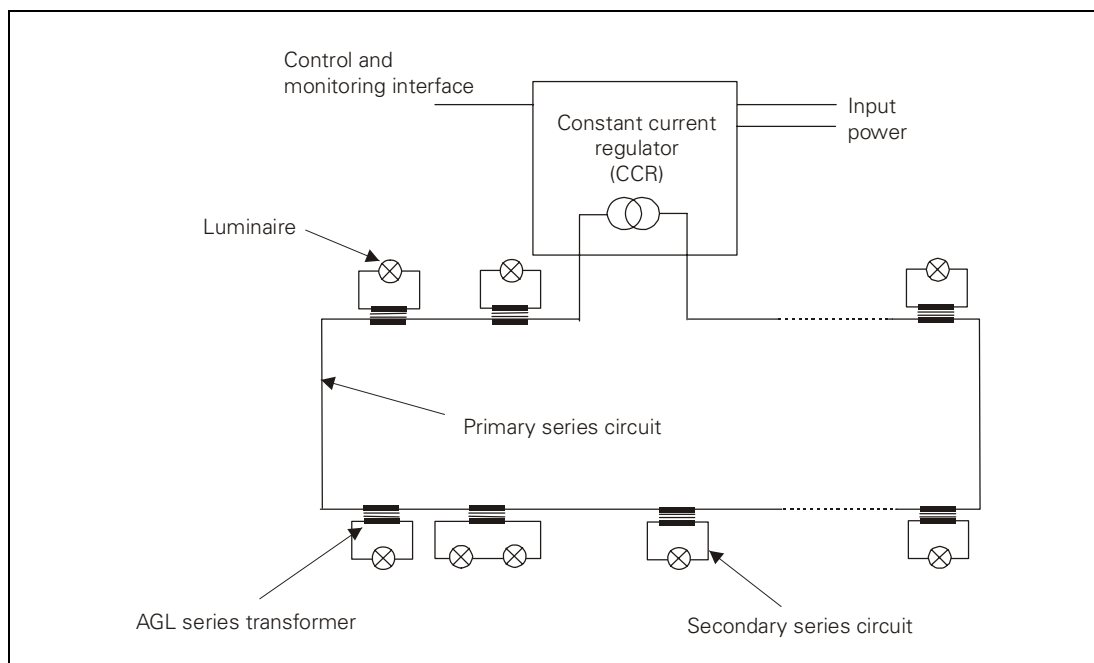 Control and
monitoring interface
Constant current
regulator
(CCR)
Input
power
Luminaire
Primary series circuit
AGL series transformer
Secondary series circuit